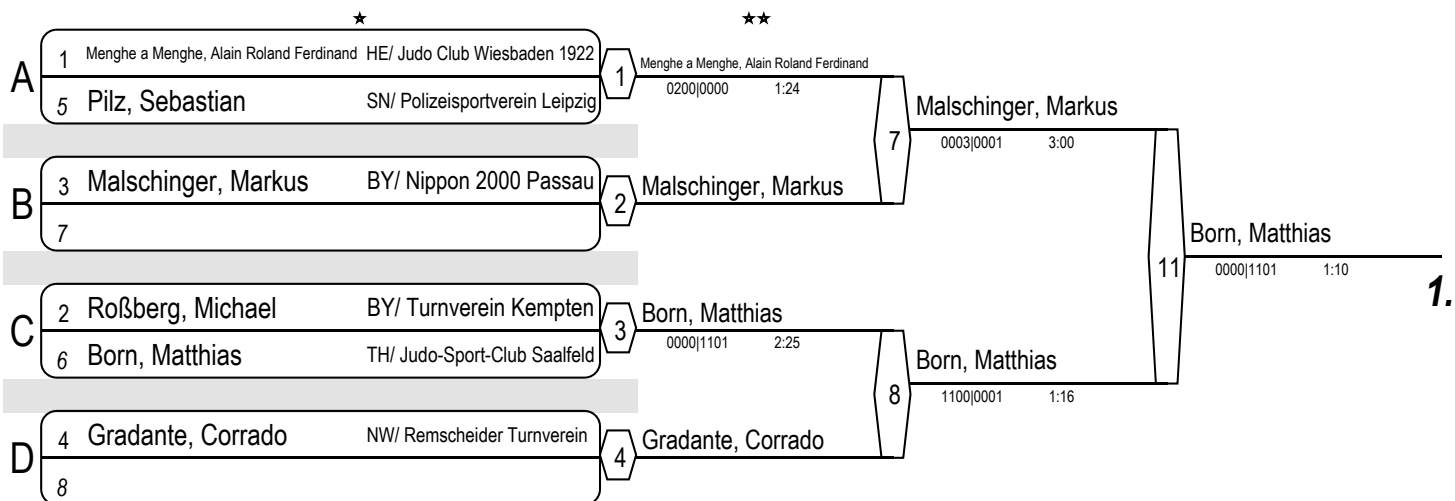 ★ ★★
A
1 Menghe a Menghe, Alain Roland Ferdinand HE/ Judo Club Wiesbaden 1922
5 Pilz, Sebastian SN/ Polizeisportverein Leipzig
1
Menghe a Menghe, Alain Roland Ferdinand
0200|0000 1:24
B
3 Malschinger, Markus BY/ Nippon 2000 Passau
7
2
Malschinger, Markus
7
Malschinger, Markus
0003|0001 3:00
C
2 Roßberg, Michael BY/ Turnverein Kempten
6 Born, Matthias TH/ Judo-Sport-Club Saalfeld
3
Born, Matthias
0000|1101 2:25
D
4 Gradante, Corrado NW/ Remscheider Turnverein
8
4
Gradante, Corrado
8
Born, Matthias
1100|0001 1:16
11
Born, Matthias
0000|1101 1:10
1.